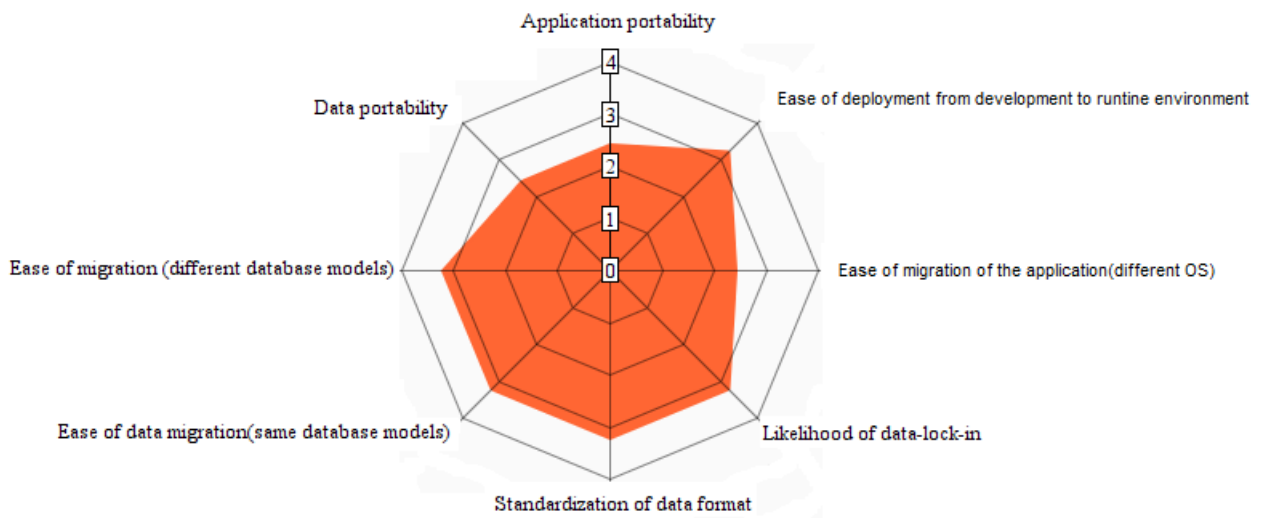 Application portability
4
Ease of deployment from development to runtine environment
Data portability
3
2
1
Ease of migration (different database models)
0
Ease of migration of the application(different OS)
Ease of data migration(same database models)
Likelihood of data-lock-in
Standardization of data format